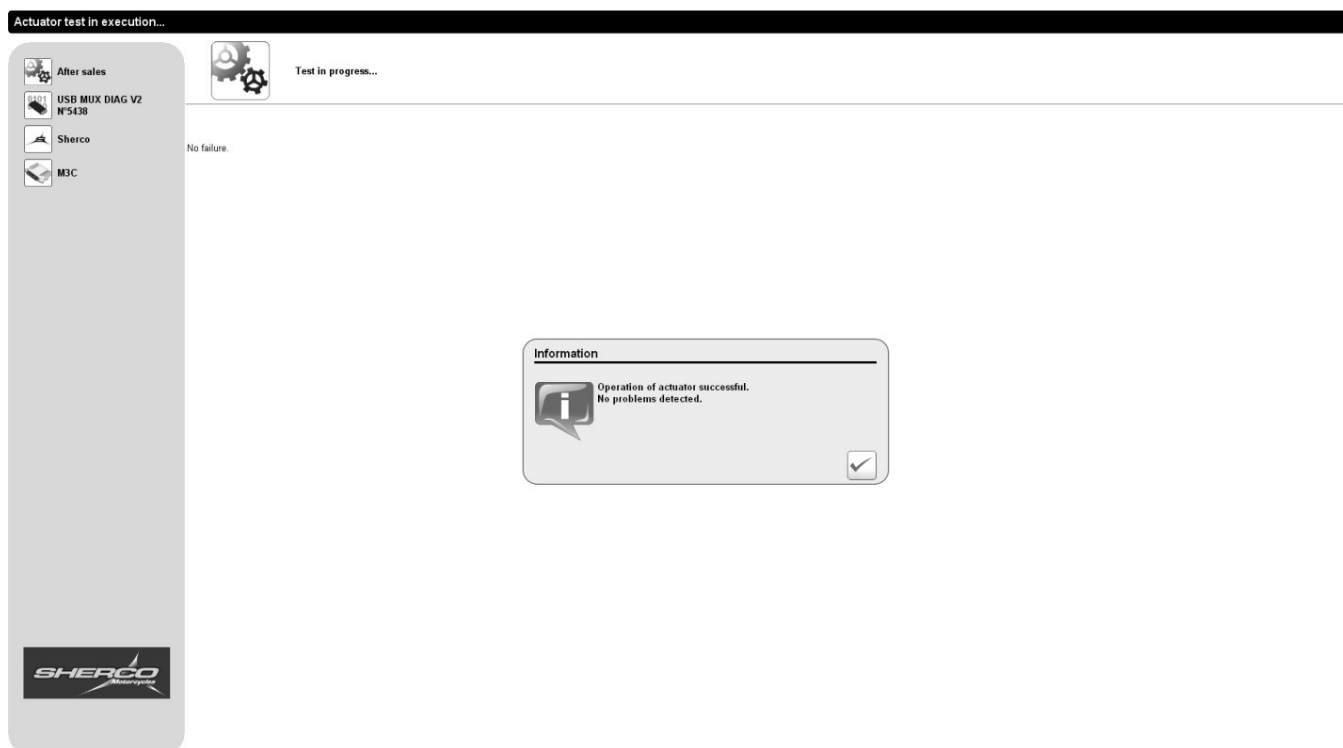 Actuator test in execution...
After sales
USB MUX DIAG V2
N°5438
Sherco
M3C
Test in progress...
No failure.
Information
Operation of actuator successful.
No problems detected.
SHERCO
Motorcycles